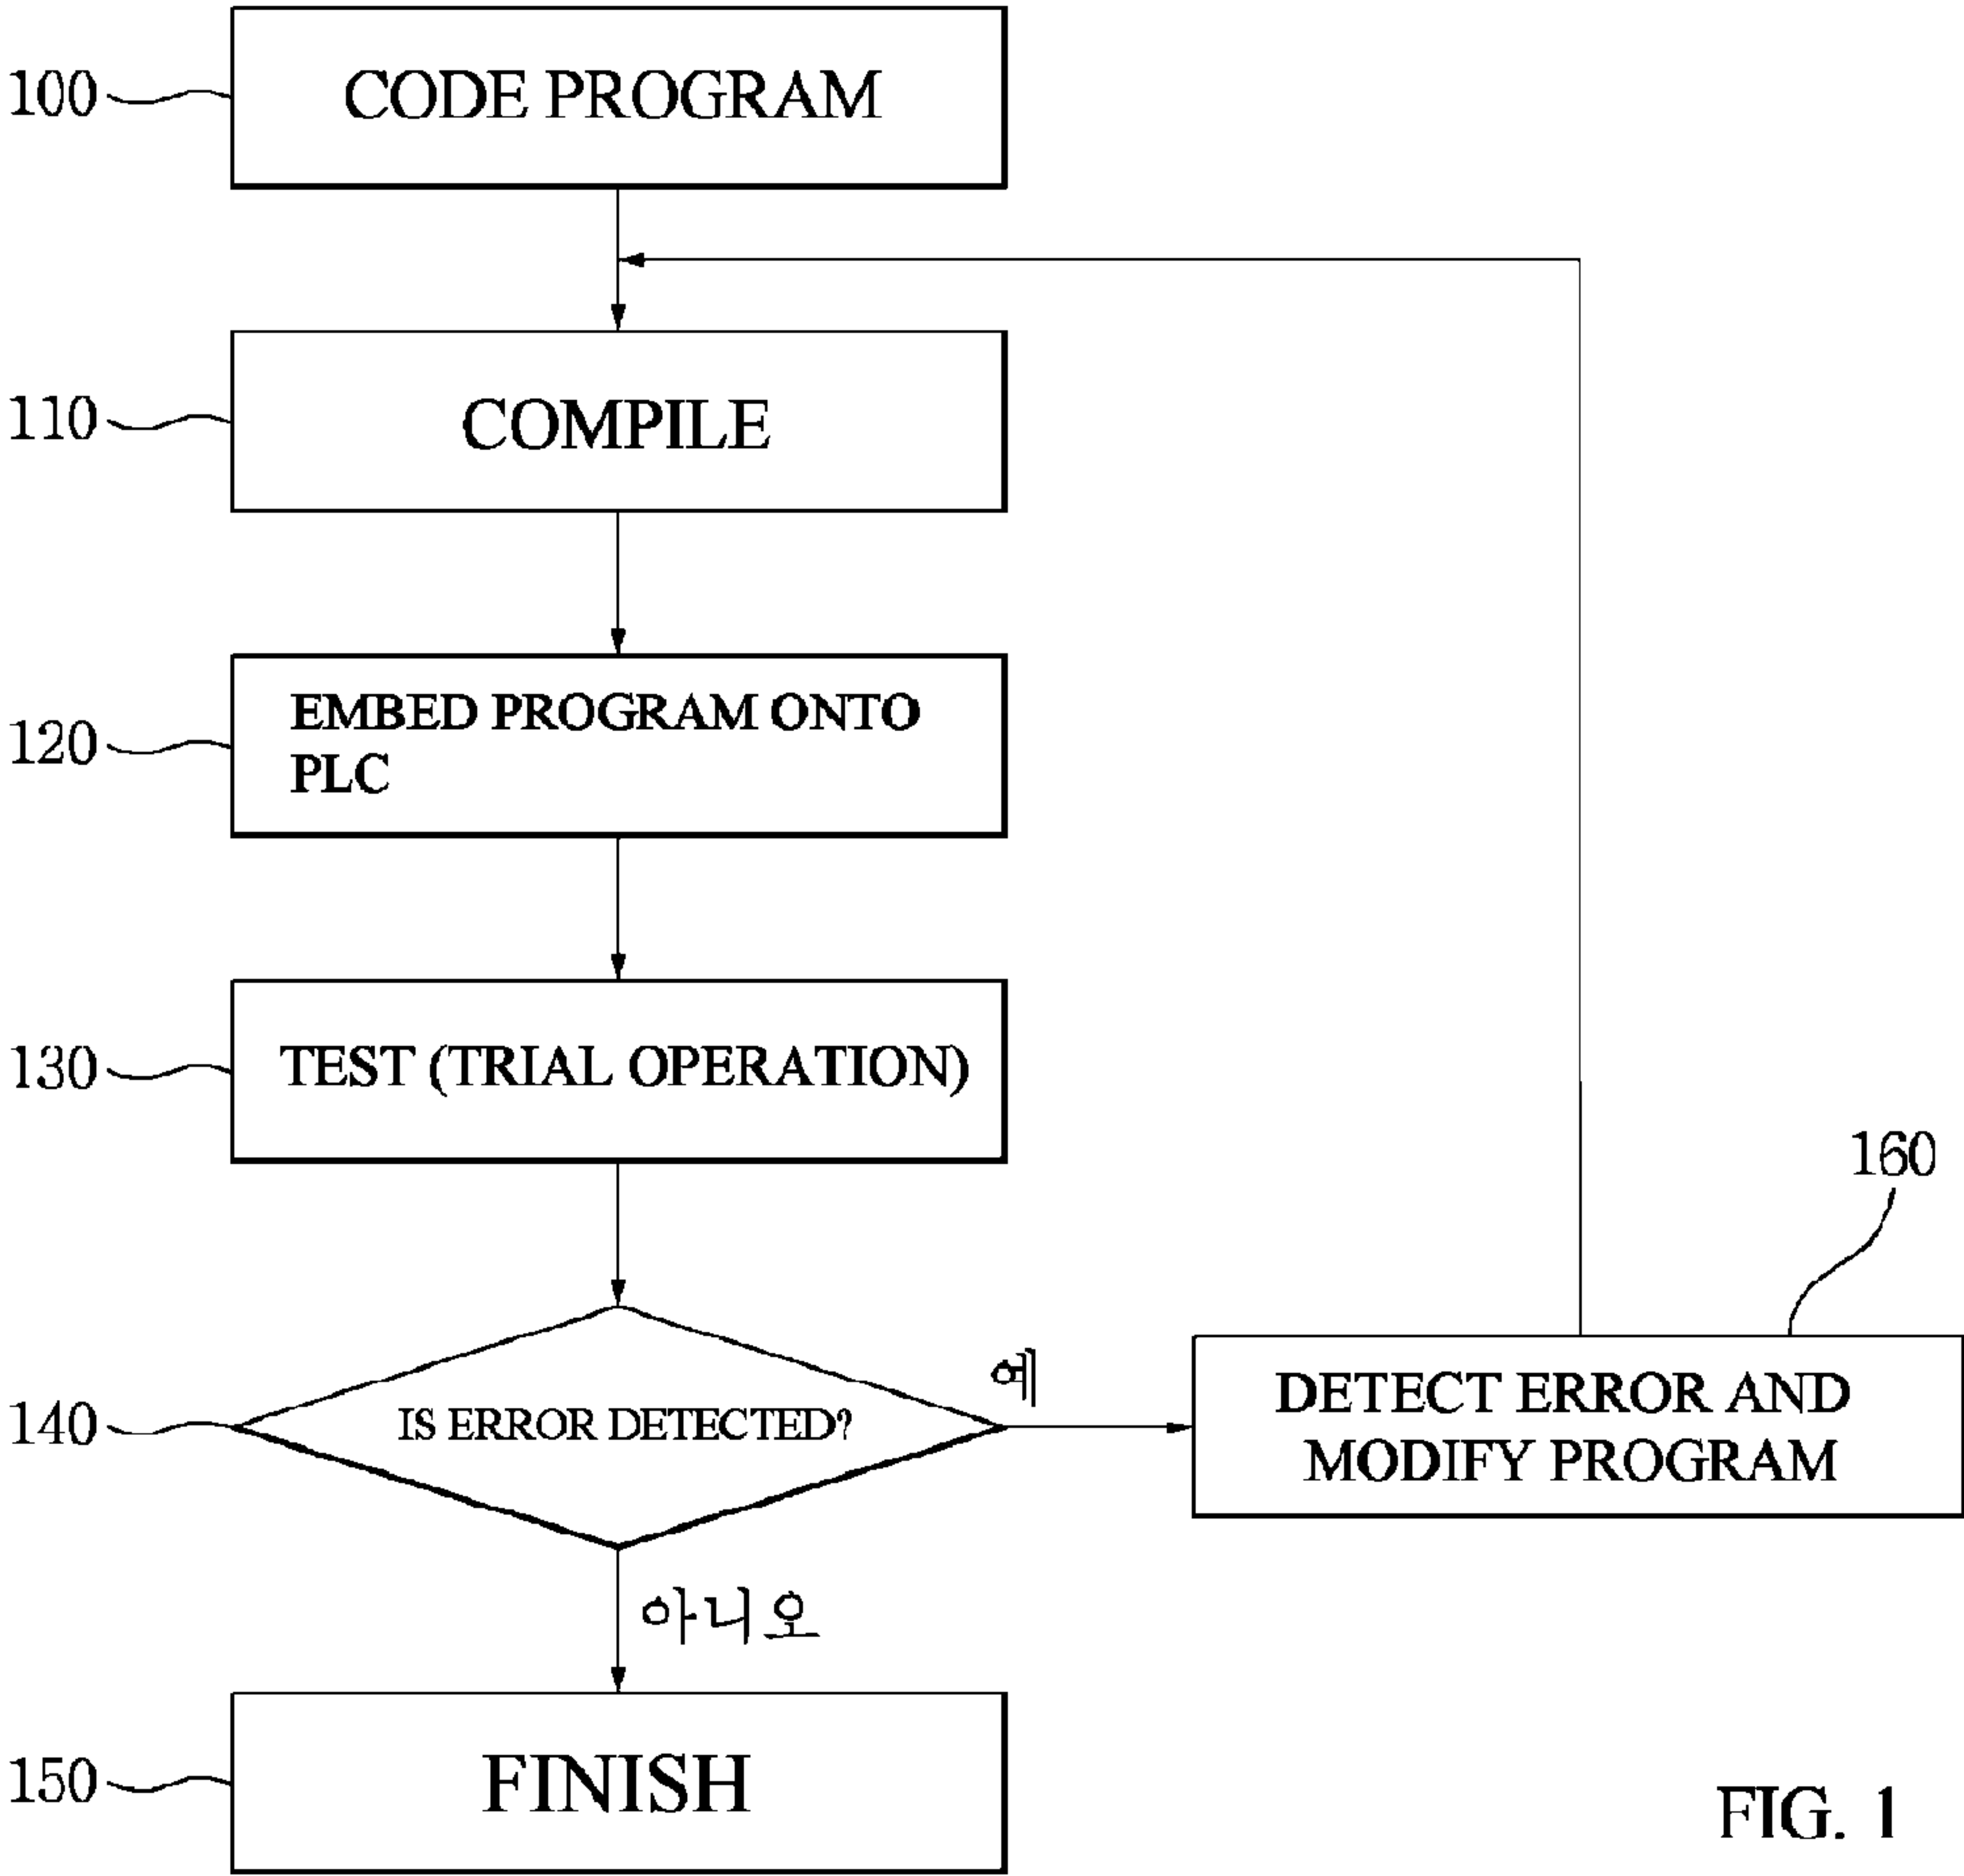 100
CODE PROGRAM
110
COMPILE
120
EMBED PROGRAM ONTO
PLC
130
TEST (TRIAL OPERATION)
140
IS ERROR DETECTED?
예
160
DETECT ERROR AND
MODIFY PROGRAM
아니오
150
FINISH
FIG. 1